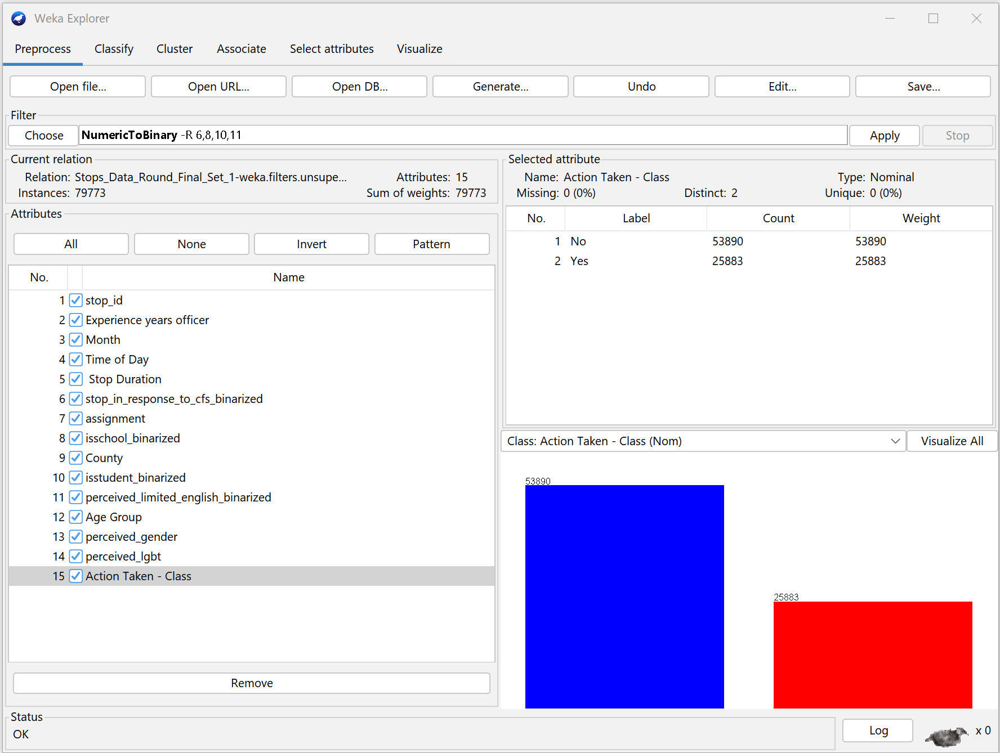 Weka Explorer
Preprocess Classify Cluster Associate Select attributes Visualize
Open file... Open URL... Open DB... Generate... Undo Edit... Save...
Filter
Choose NumericToBinary -R 6,8,10,11 Apply Stop
Current relation
Relation: Stops_Data_Round_Final_Set_1-weka.filters.unsupe... Attributes: 15
Instances: 79773 Sum of weights: 79773
Attributes
All None Invert Pattern
No. Name
1 stop_id
2 Experience years officer
3 Month
4 Time of Day
5 Stop Duration
6 stop_in_response_to_cfs_binarized
7 assignment
8 isschool_binarized
9 County
10 isstudent_binarized
11 perceived_limited_english_binarized
12 Age Group
13 perceived_gender
14 perceived_lgbt
15 Action Taken - Class
Remove
Selected attribute
Name: Action Taken - Class Type: Nominal
Missing: 0 (0%) Distinct: 2 Unique: 0 (0%)
No. Label Count Weight
1 No 53890 53890
2 Yes 25883 25883
Class: Action Taken - Class (Nom) Visualize All
53890
25883
Status
OK
Log x 0